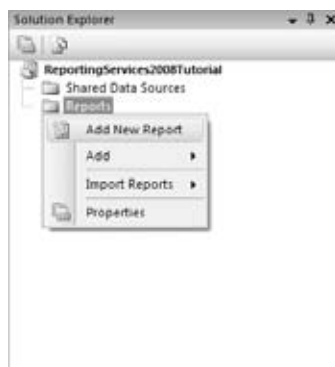 Solution Explorer
ReportingServices2008Tutorial
Shared Data Sources
Reports
Add New Report
Add
Import Reports
Properties